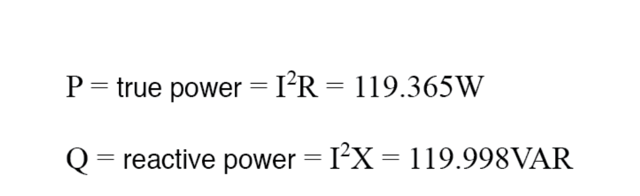 P = true power = I²R = 119.365W
Q = reactive power = I²X = 119.998VAR